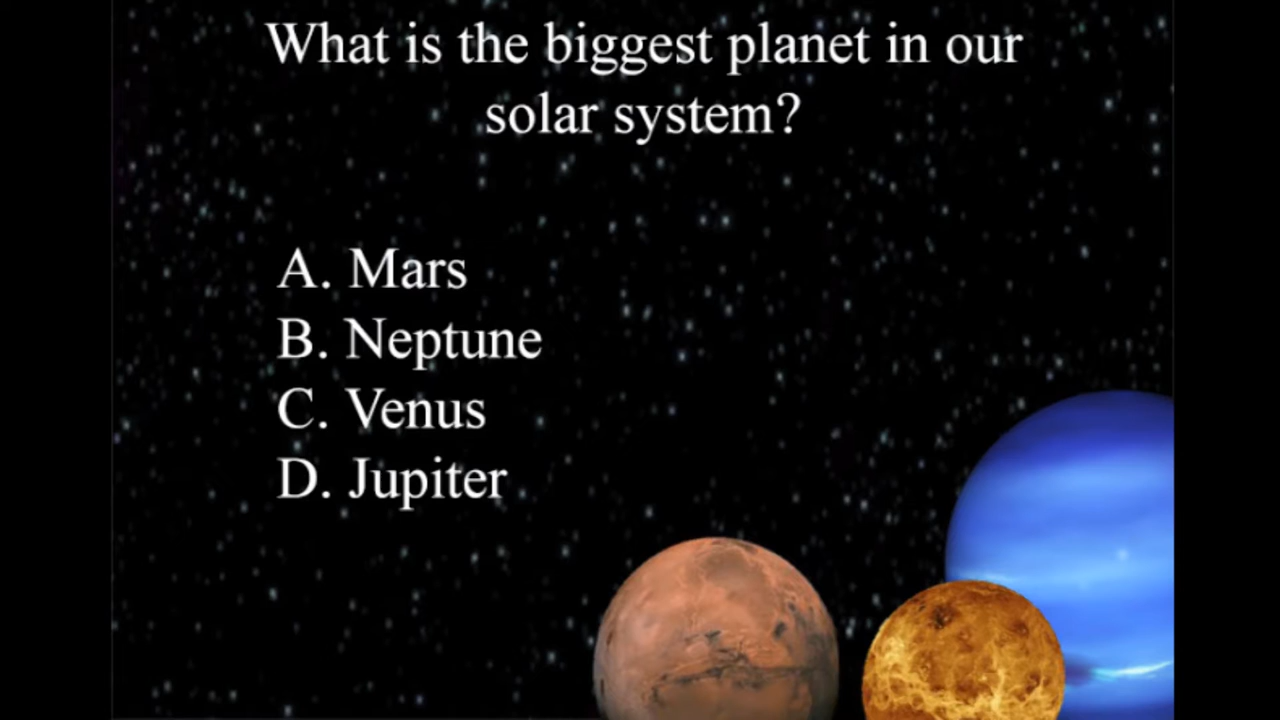 What is the biggest planet in our
solar system?
A. Mars
B. Neptune
C. Venus
D. Jupiter